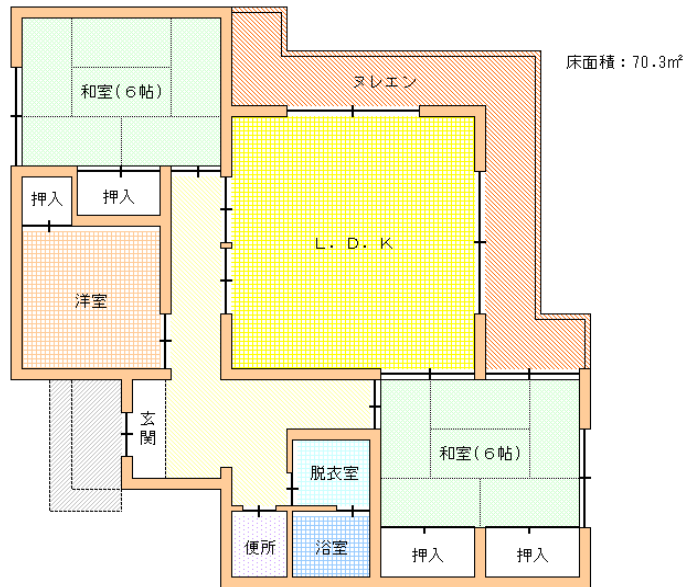 床面積：70.3㎡
ヌレエン
和室(６帖)
押入
押入
Ｌ．Ｄ．Ｋ
洋室
玄
関
和室(６帖)
脱衣室
便所
浴室
押入
押入